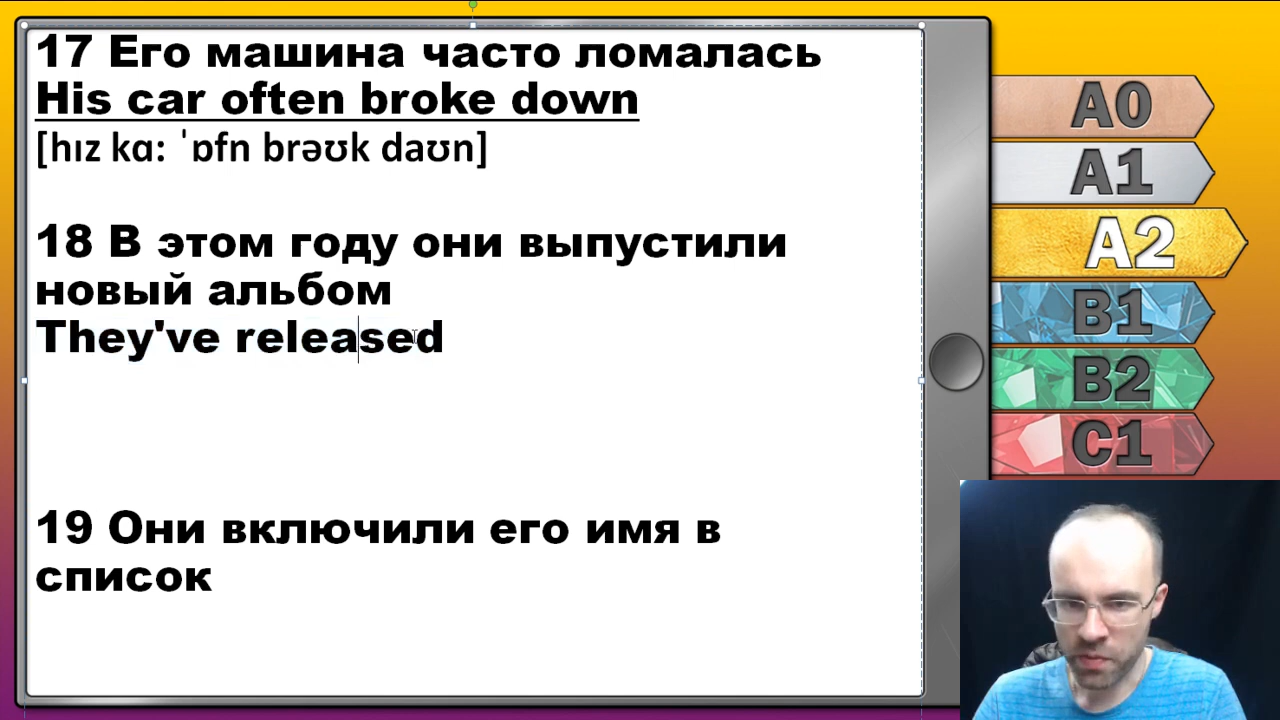 17 Его машина часто ломалась
His car often broke down
[hɪz kɑː ˈɒfn brəʊk daʊn]
18 В этом году они выпустили
новый альбом
They've released
19 Они включили его имя в
список
A0
A1
A2
B1
B2
C1